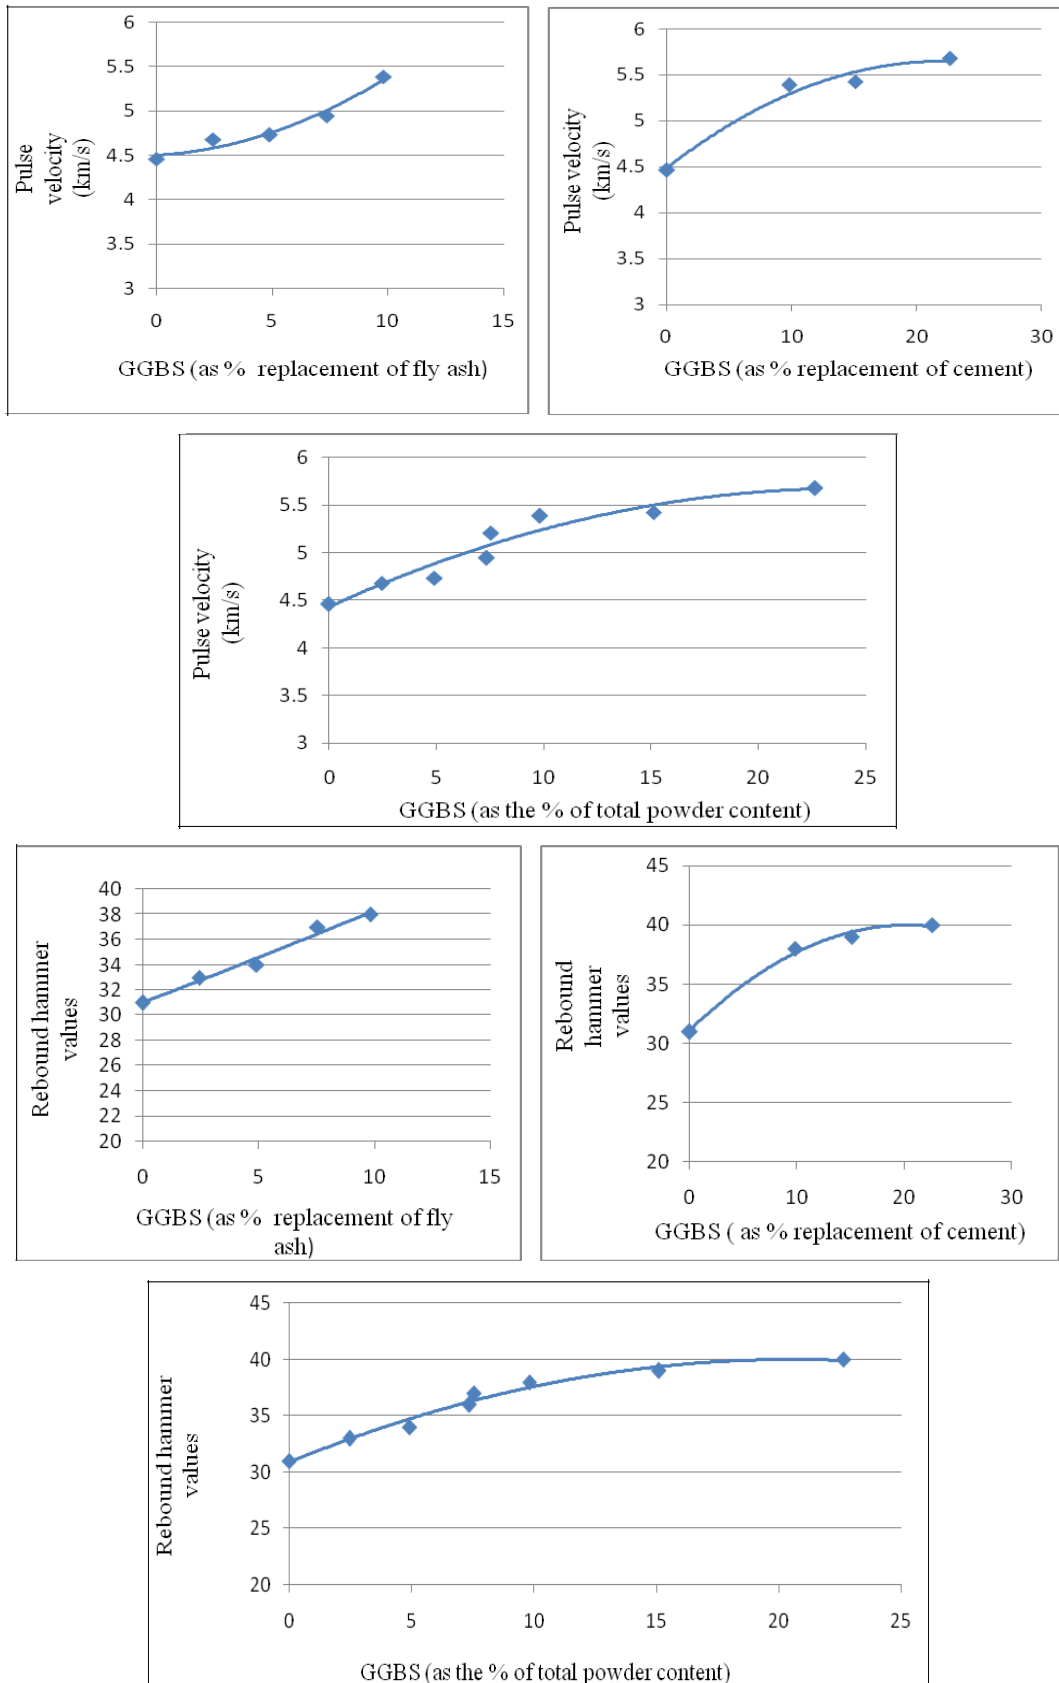 6
5.5
5
4.5
4
3.5
3
0 5 10 15
Pulse
velocity
(km/s)
GGBS (as % replacement of fly ash)
6
5.5
5
4.5
4
3.5
3
0 10 20 30
Pulse velocity
(km/s)
GGBS (as % replacement of cement)
6
5.5
5
4.5
4
3.5
3
0 5 10 15 20 25
Pulse velocity
(km/s)
GGBS (as the % of total powder content)
40
38
36
34
32
30
28
26
24
22
20
0 5 10 15
Rebound hammer
values
GGBS (as % replacement of fly
ash)
45
40
35
30
25
20
0 10 20 30
Rebound
hammer
values
GGBS ( as % replacement of cement)
45
40
35
30
25
20
0 5 10 15 20 25
Rebound hammer
values
GGBS (as the % of total powder content)